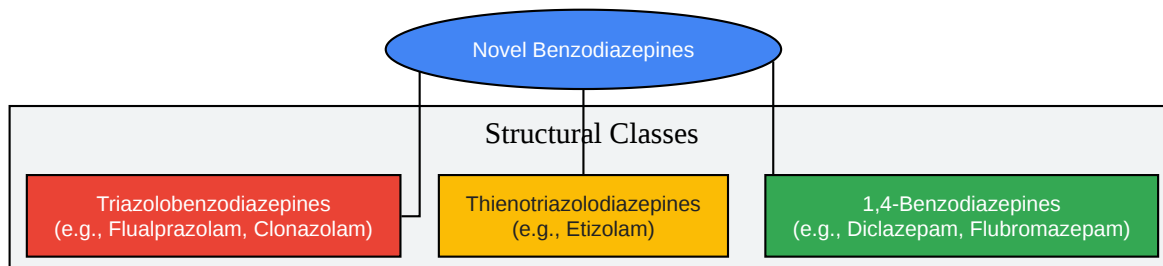 Novel Benzodiazepines
Structural Classes
Triazolobenzodiazepines
(e.g., Flualprazolam, Clonazolam)
Thienotriazolodiazepines
(e.g., Etizolam)
1,4-Benzodiazepines
(e.g., Diclazepam, Flubromazepam)